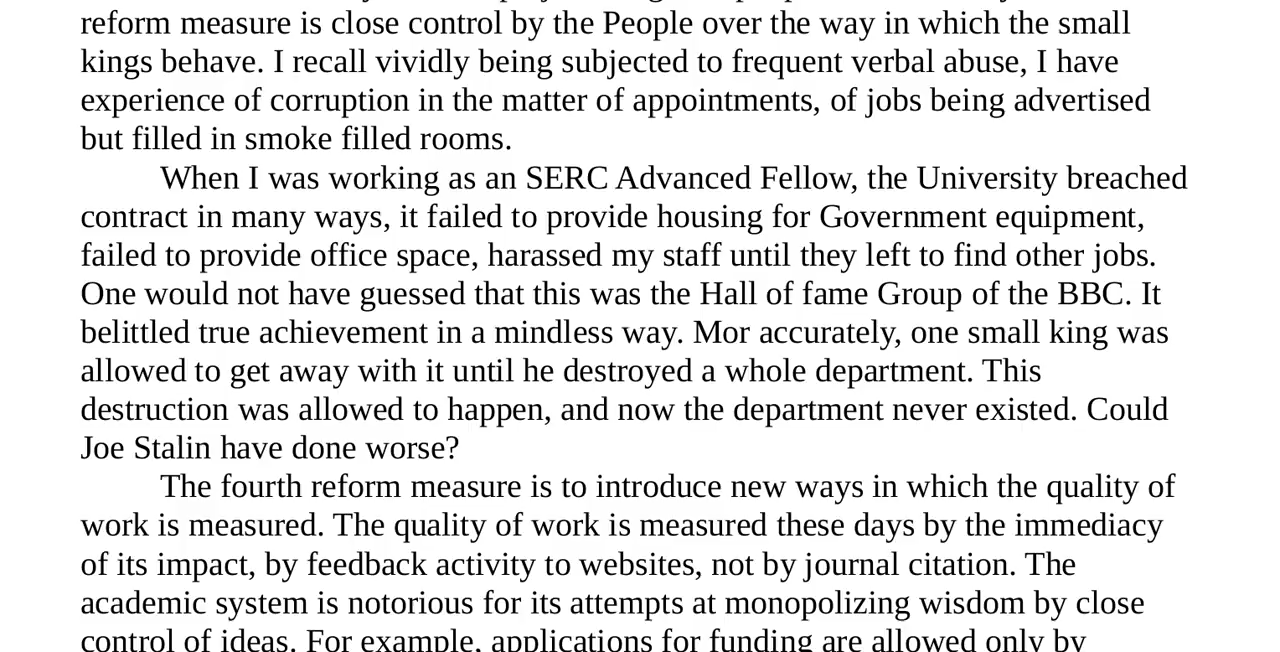 reform measure is close control by the People over the way in which the small
kings behave. I recall vividly being subjected to frequent verbal abuse, I have
experience of corruption in the matter of appointments, of jobs being advertised
but filled in smoke filled rooms.
When I was working as an SERC Advanced Fellow, the University breached
contract in many ways, it failed to provide housing for Government equipment,
failed to provide office space, harassed my staff until they left to find other jobs.
One would not have guessed that this was the Hall of fame Group of the BBC. It
belittled true achievement in a mindless way. Mor accurately, one small king was
allowed to get away with it until he destroyed a whole department. This
destruction was allowed to happen, and now the department never existed. Could
Joe Stalin have done worse?
The fourth reform measure is to introduce new ways in which the quality of
work is measured. The quality of work is measured these days by the immediacy
of its impact, by feedback activity to websites, not by journal citation. The
academic system is notorious for its attempts at monopolizing wisdom by close
control of ideas. For example, applications for funding are allowed only by